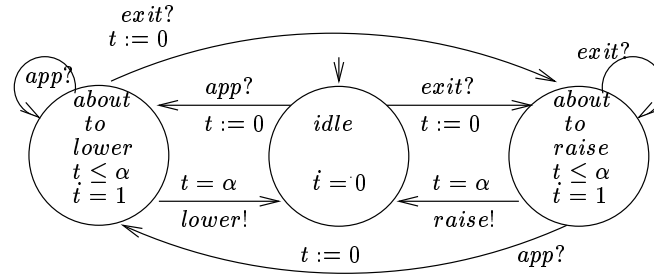 exit?
t := 0
app?
exit?
about
to
lower
t ≤ α
ṫ = 1
app?
t := 0
idle
ṫ = 0
exit?
t := 0
about
to
raise
t ≤ α
ṫ = 1
t = α
lower!
t = α
raise!
t := 0
app?